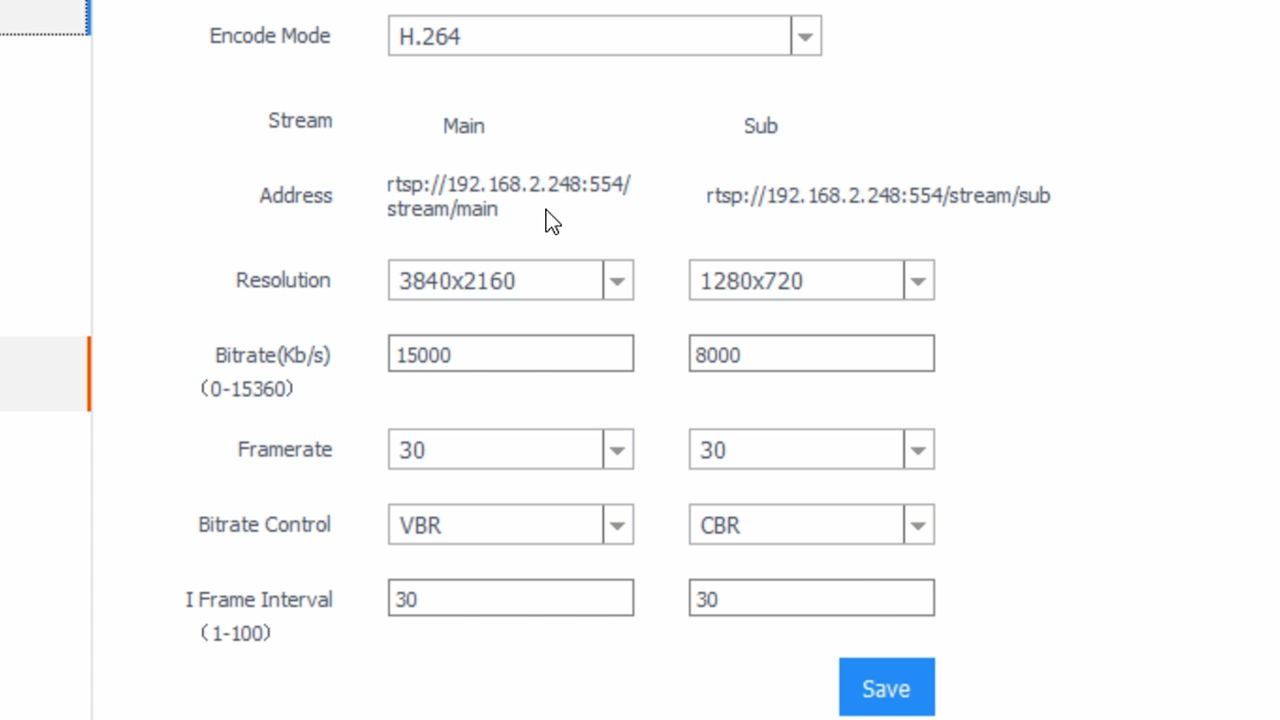 Encode Mode H.264
Stream Main Sub
Address rtsp://192.168.2.248:554/ rtsp://192.168.2.248:554/stream/sub
stream/main
Resolution 3840x2160 1280x720
Bitrate(Kb/s) 15000 8000
(0-15360)
Framerate 30 30
Bitrate Control VBR CBR
I Frame Interval 30 30
(1-100)
Save